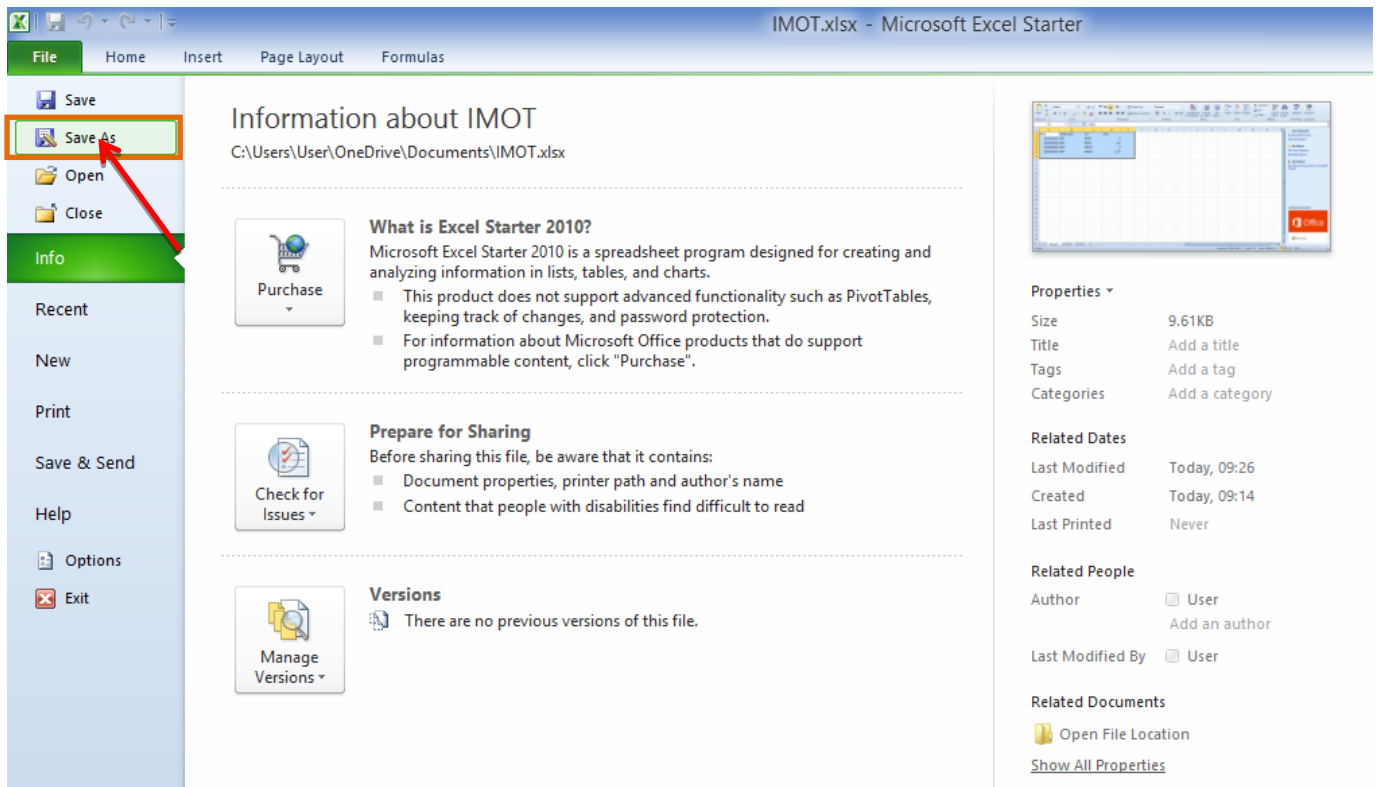 IMOT.xlsx - Microsoft Excel Starter
File Home Insert Page Layout Formulas
Save
Save As
Open
Close
Info
Recent
New
Print
Save & Send
Help
Options
Exit
Information about IMOT
C:\Users\User\OneDrive\Documents\IMOT.xlsx
Purchase
What is Excel Starter 2010?
Microsoft Excel Starter 2010 is a spreadsheet program designed for creating and
analyzing information in lists, tables, and charts.
This product does not support advanced functionality such as PivotTables,
keeping track of changes, and password protection.
For information about Microsoft Office products that do support
programmable content, click "Purchase".
Check for
Issues
Prepare for Sharing
Before sharing this file, be aware that it contains:
Document properties, printer path and author's name
Content that people with disabilities find difficult to read
Manage
Versions
Versions
There are no previous versions of this file.
Office
Properties
Size 9.61KB
Title Add a title
Tags Add a tag
Categories Add a category
Related Dates
Last Modified Today, 09:26
Created Today, 09:14
Last Printed Never
Related People
Author User
Add an author
Last Modified By User
Related Documents
Open File Location
Show All Properties